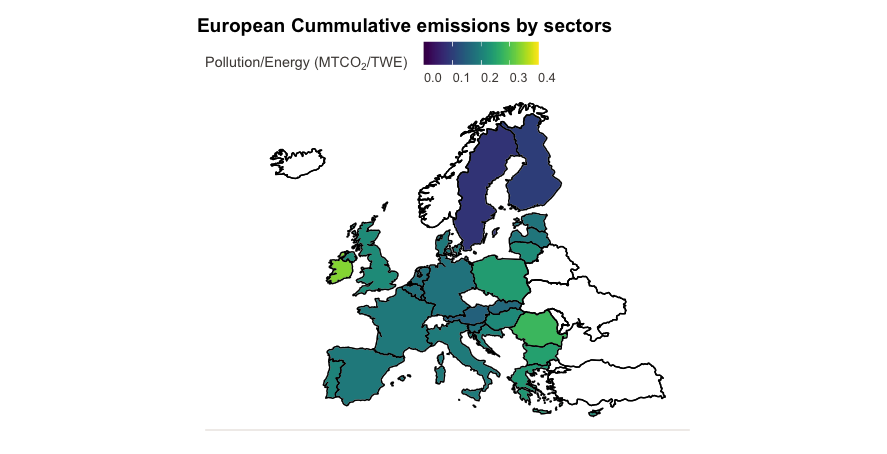 European Cummulative emissions by sectors
Pollution/Energy (MTCO₂/TWE)
0.0 0.1 0.2 0.3 0.4